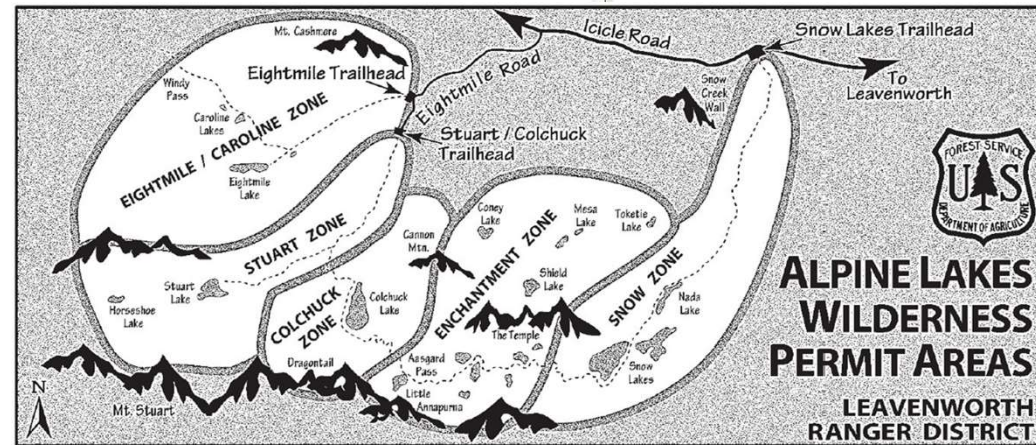 Mt. Cashmere
Eightmile Trailhead
Windy
Pass
Caroline
Lakes
EIGHTMILE / CAROLINE ZONE
Eightmile
Lake
Icicle Road
Eightmile Road
Snow Lakes Trailhead
To
Leavenworth
Snow
Creek
Wall
Stuart / Colchuck
Trailhead
STUART ZONE
Stuart
Lake
Horseshoe
Lake
Mt. Stuart
N
COLCHUCK
ZONE
Colchuck
Lake
Dragontail
Cannon
Mtn.
ENCHANTMENT ZONE
Coney
Lake
Mesa
Lake
Toketie
Lake
Shield
Lake
The Temple
Aasgard
Pass
Little
Annapurna
SNOW ZONE
Nada
Lake
Snow
Lakes
FOREST SERVICE
US
DEPARTMENT OF AGRICULTURE
ALPINE LAKES
WILDERNESS
PERMIT AREAS
LEAVENWORTH
RANGER DISTRICT